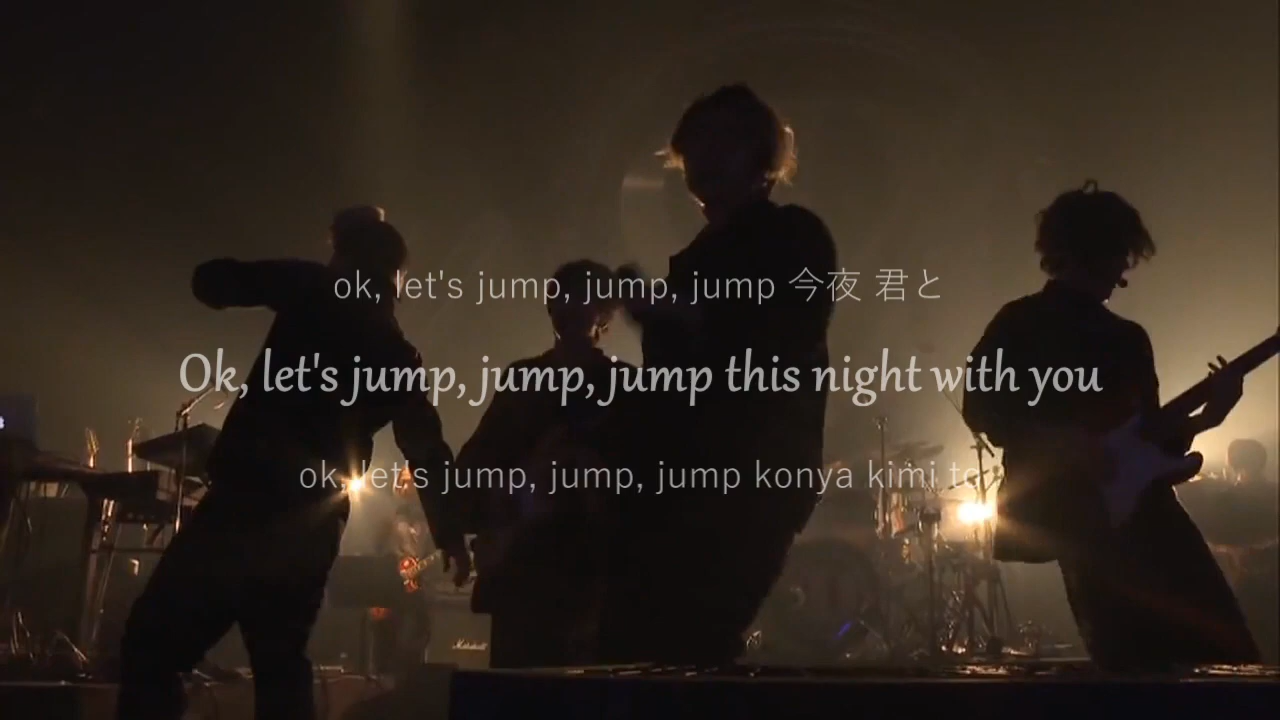 ok, let's jump, jump, jump 今夜 君と
Ok, let's jump, jump, jump this night with you
ok, let's jump, jump, jump konya kimi to
Marshall